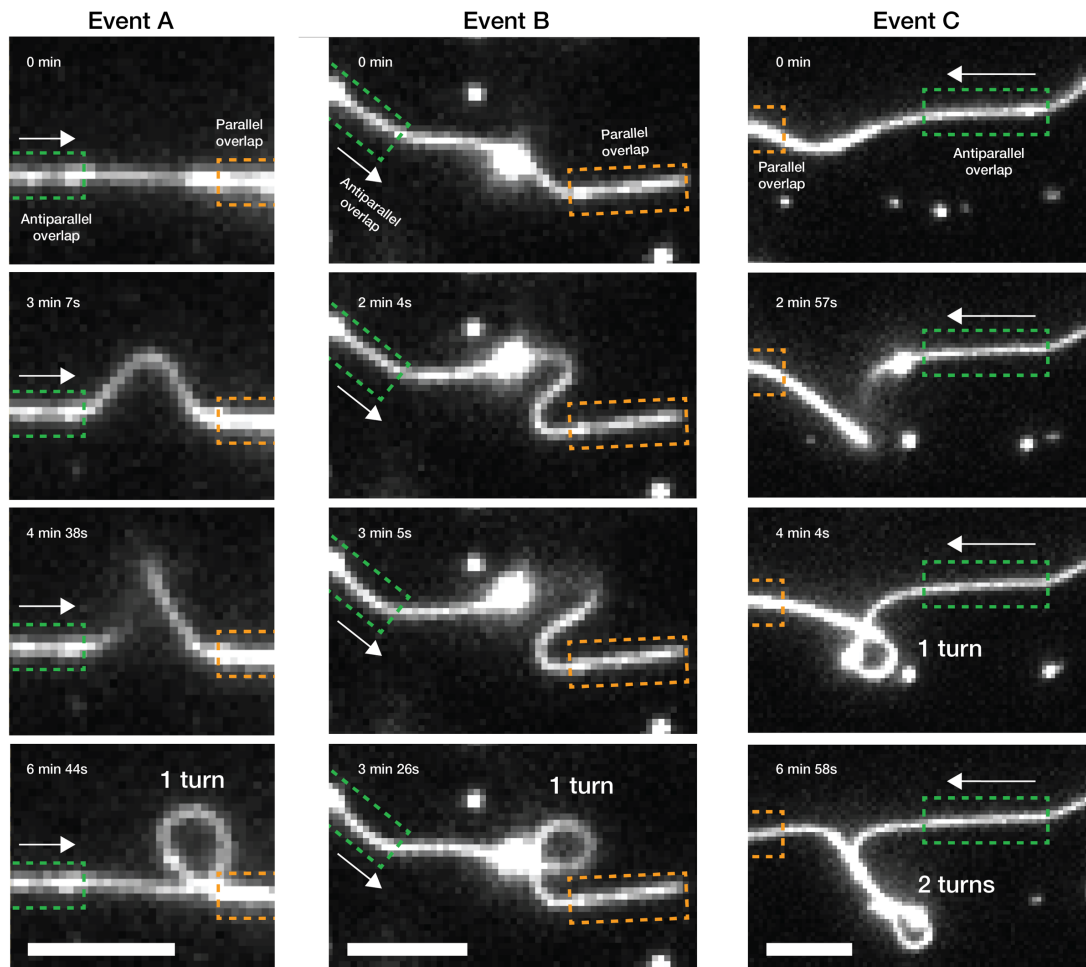 Event A
Event B
Event C
0 min
Parallel
overlap
Antiparallel
overlap
3 min 7s
4 min 38s
6 min 44s
1 turn
0 min
Parallel
overlap
Antiparallel
overlap
2 min 4s
3 min 5s
3 min 26s
1 turn
0 min
Parallel
overlap
Antiparallel
overlap
2 min 57s
4 min 4s
1 turn
6 min 58s
2 turns